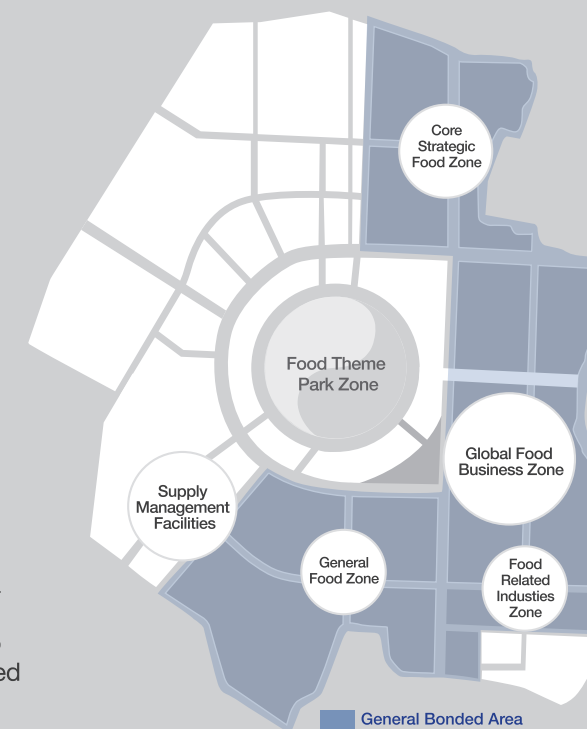 Core
Strategic
Food Zone
Food Theme
Park Zone
Global Food
Business Zone
Supply
Management
Facilities
General
Food Zone
Food
Related
Industies
Zone
ed
General Bonded Area